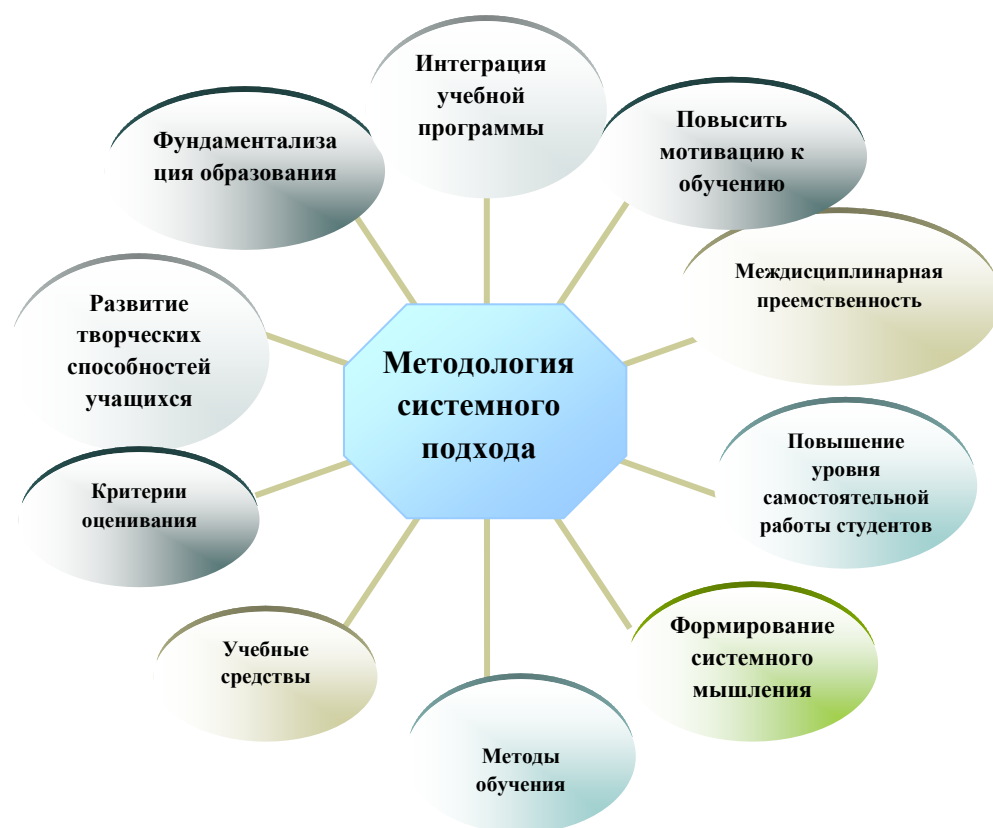 Интеграция
учебной
программы
Повысить
мотивацию к
обучению
Междисциплинарная
преемственность
Повышение
уровня
самостоятельной
работы студентов
Формирование
системного
мышления
Методы
обучения
Учебные
средствы
Критерии
оценивания
Развитие
творческих
способностей
учащихся
Фундаментализа
ция образования
Методология
системного
подхода